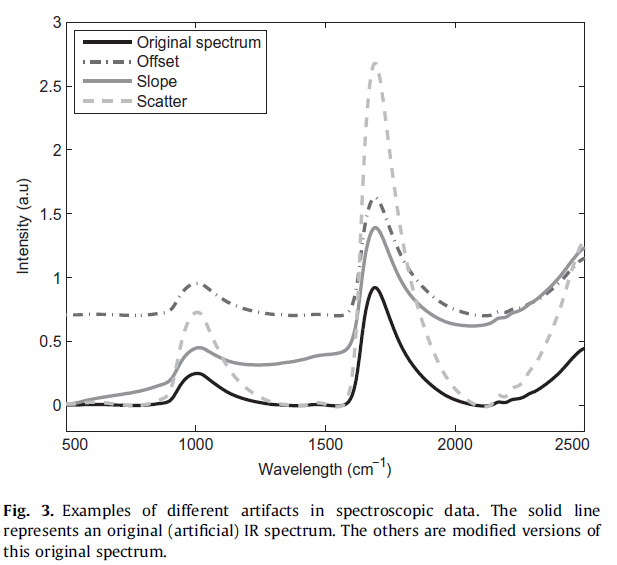 3
2.5
2
1.5
1
0.5
0
Intensity (a.u)
Original spectrum
Offset
Slope
Scatter
500 1000 1500 2000 2500
Wavelength (cm⁻¹)
Fig. 3. Examples of different artifacts in spectroscopic data. The solid line
represents an original (artificial) IR spectrum. The others are modified versions of
this original spectrum.